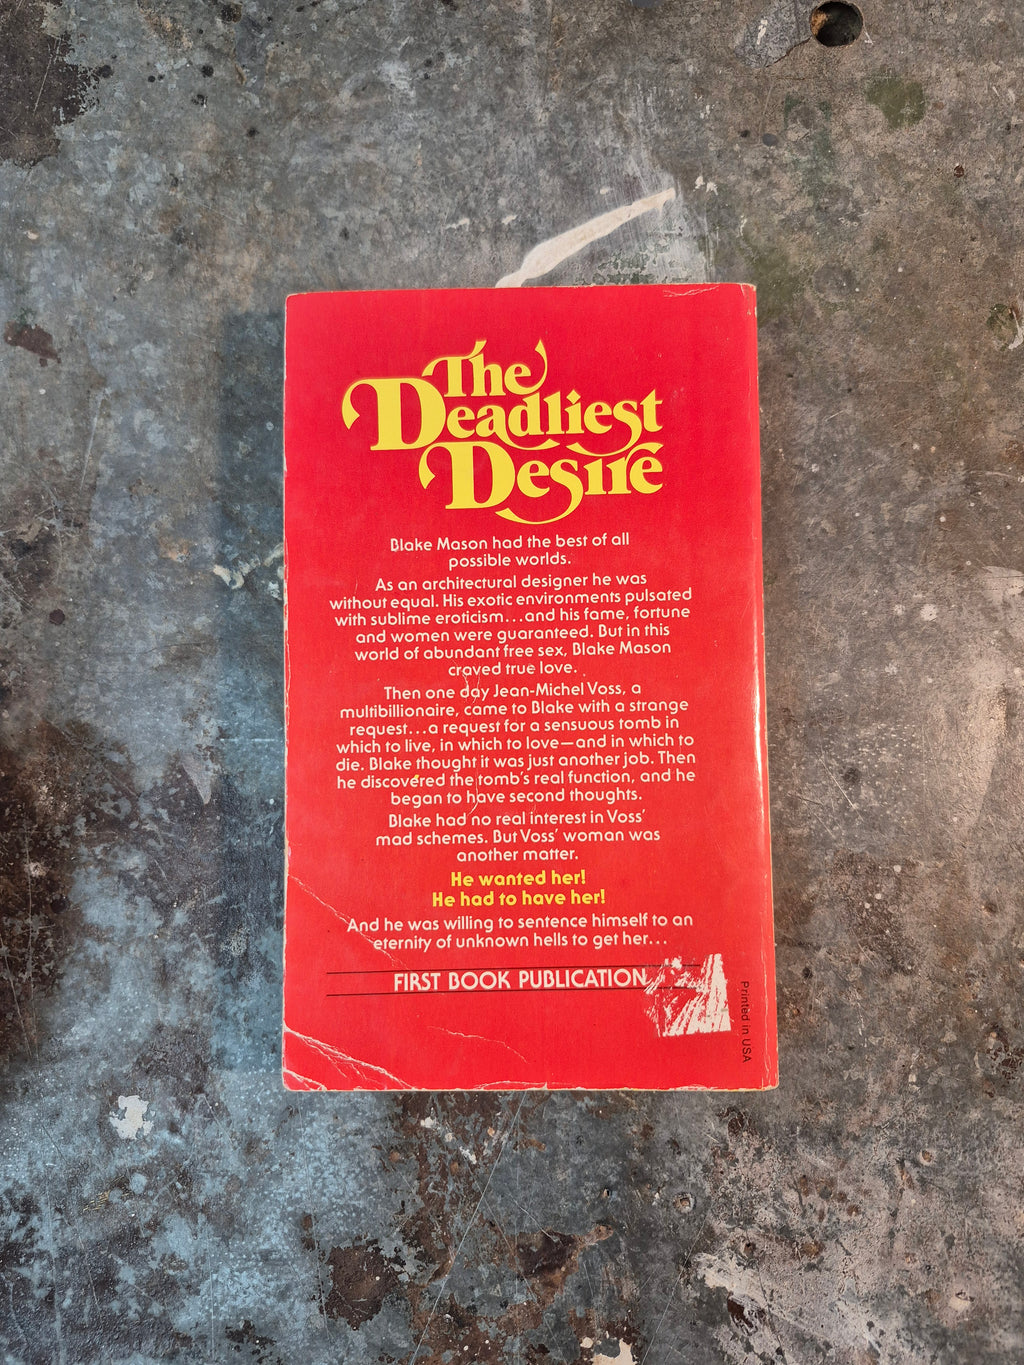 The
Deadliest
Desire
Blake Mason had the best of all
possible worlds.
As an architectural designer he was
without equal. His exotic environments pulsated
with sublime eroticism...and his fame, fortune
and women were guaranteed. But in this
world of abundant free sex, Blake Mason
craved true love.
Then one day Jean-Michel Voss, a
multibillionaire, came to Blake with a strange
request...a request for a sensuous tomb in
which to live, in which to love—and in which to
die. Blake thought it was just another job. Then
he discovered the tomb's real function, and he
began to have second thoughts.
Blake had no real interest in Voss'
mad schemes. But Voss' woman was
another matter.
He wanted her!
He had to have her!
And he was willing to sentence himself to an
eternity of unknown hells to get her...
FIRST BOOK PUBLICATION
Printed in USA